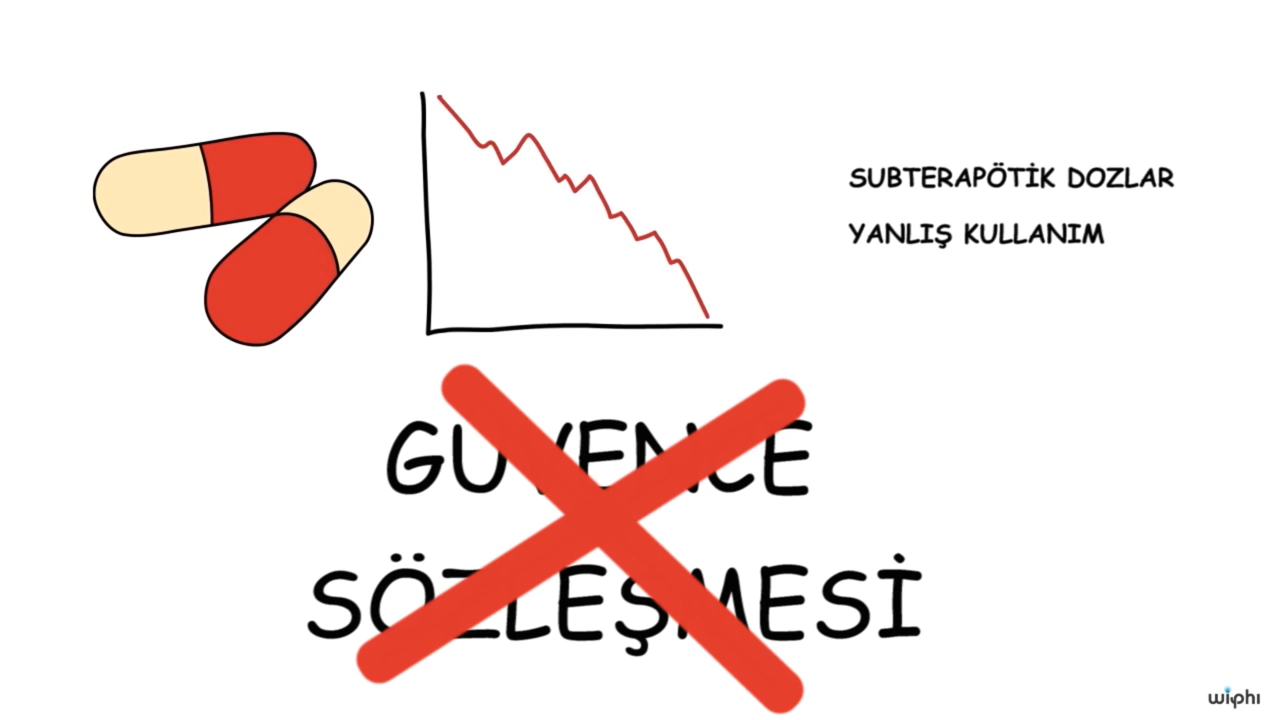 SUBTERAPÖTİK DOZLAR
YANLIŞ KULLANIM
GÜVENCE
SÖZLEŞMESİ
wiphi